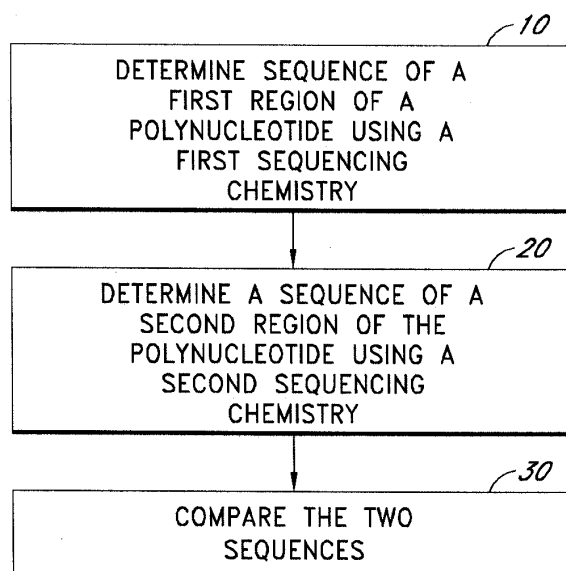 10
DETERMINE SEQUENCE OF A
FIRST REGION OF A
POLYNUCLEOTIDE USING A
FIRST SEQUENCING
CHEMISTRY
20
DETERMINE A SEQUENCE OF A
SECOND REGION OF THE
POLYNUCLEOTIDE USING A
SECOND SEQUENCING
CHEMISTRY
30
COMPARE THE TWO
SEQUENCES